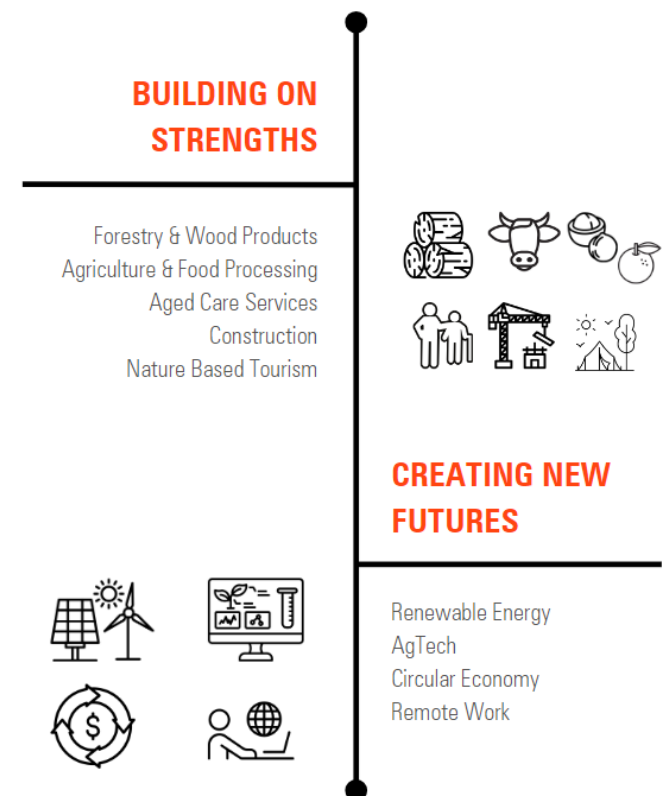 BUILDING ON
STRENGTHS
Forestry & Wood Products
Agriculture & Food Processing
Aged Care Services
Construction
Nature Based Tourism
CREATING NEW
FUTURES
Renewable Energy
AgTech
Circular Economy
Remote Work
$